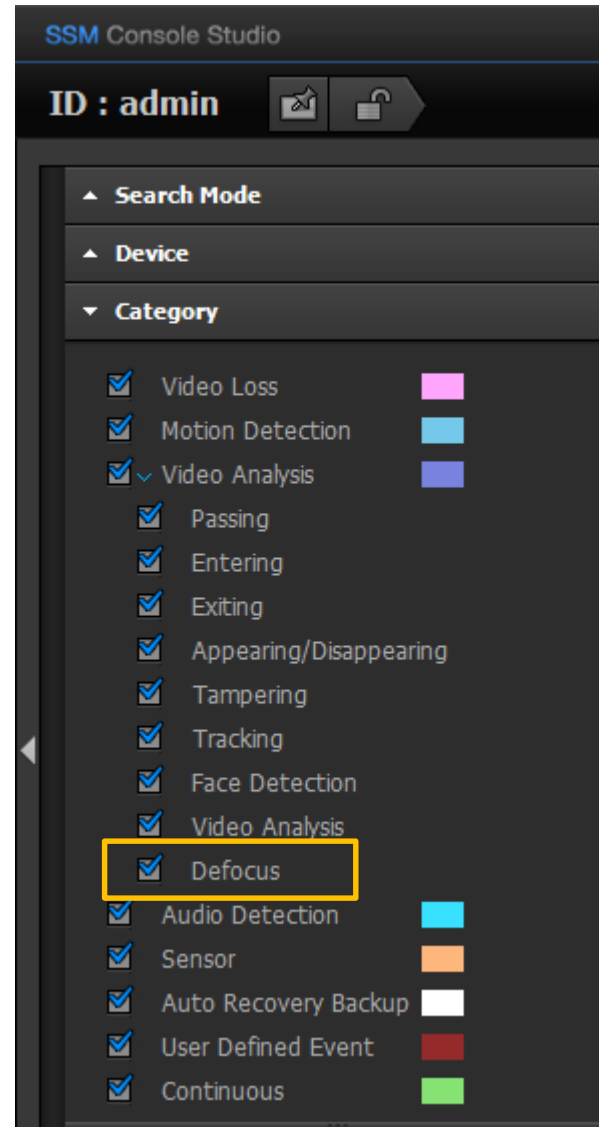 SSM Console Studio
ID : admin
Search Mode
Device
Category
Video Loss
Motion Detection
Video Analysis
Passing
Entering
Exiting
Appearing/Disappearing
Tampering
Tracking
Face Detection
Video Analysis
Defocus
Audio Detection
Sensor
Auto Recovery Backup
User Defined Event
Continuous